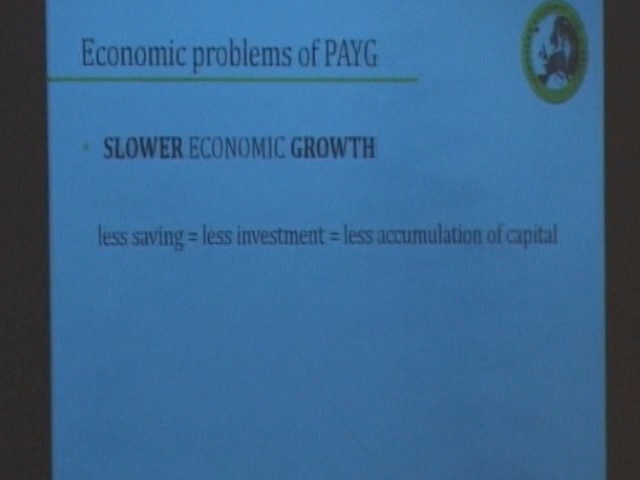 Economic problems of PAYG
SLOWER ECONOMIC GROWTH
less saving = less investment = less accumulation of capital